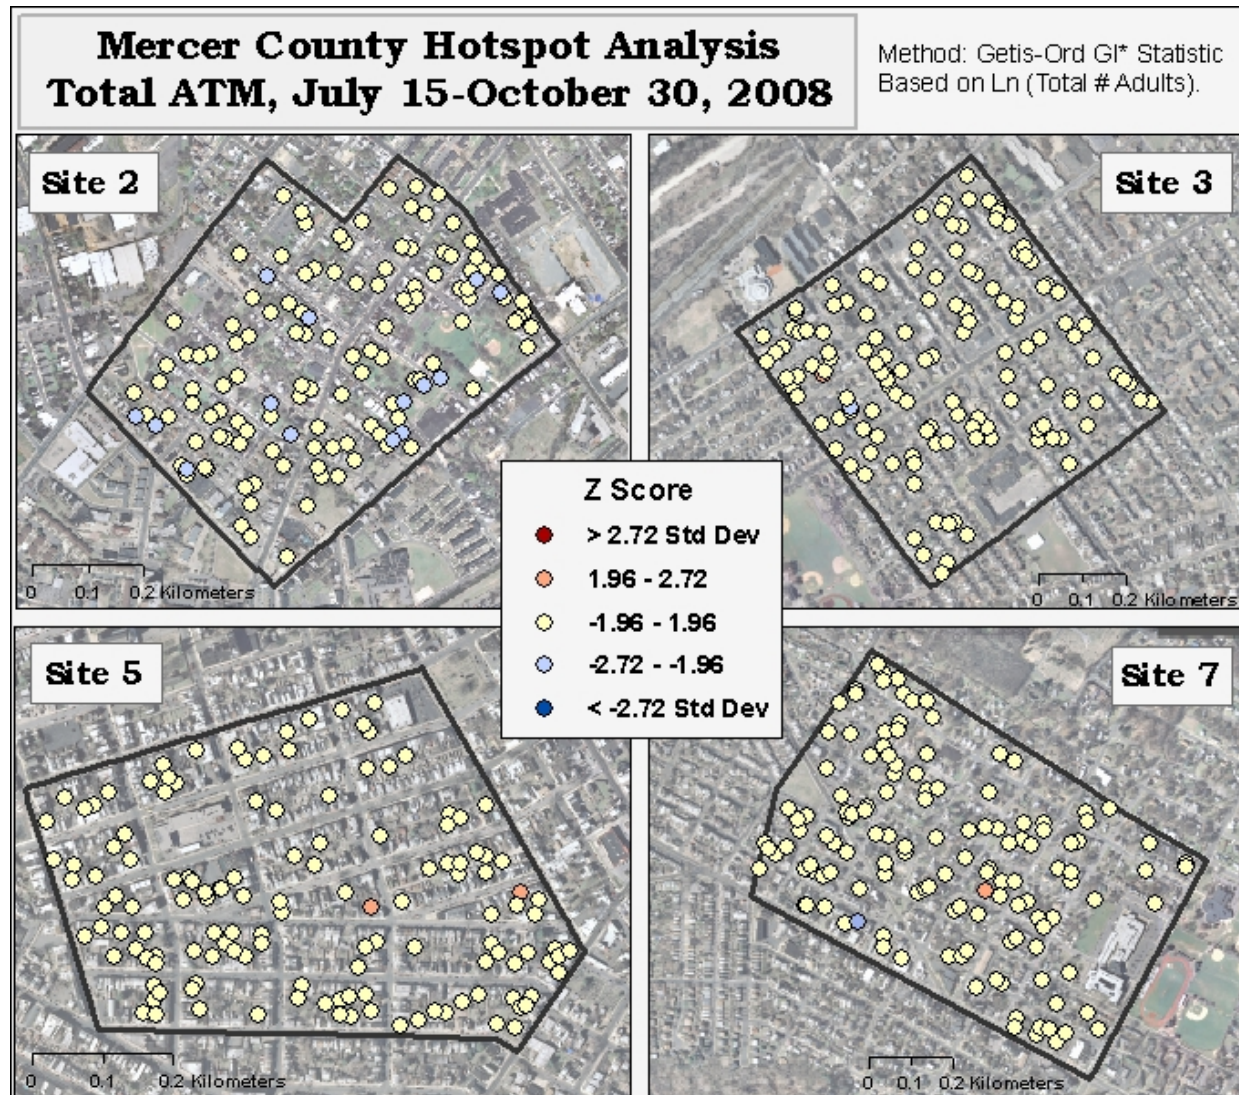 Mercer County Hotspot Analysis
Total ATM, July 15-October 30, 2008
Method: Getis-Ord GI* Statistic
Based on Ln (Total # Adults).
Site 2
Site 3
0 0.1 0.2 Kilometers
0 0.1 0.2 Kilometers
Z Score
> 2.72 Std Dev
1.96 - 2.72
-1.96 - 1.96
-2.72 - -1.96
< -2.72 Std Dev
Site 5
Site 7
0 0.1 0.2 Kilometers
0 0.1 0.2 Kilometers